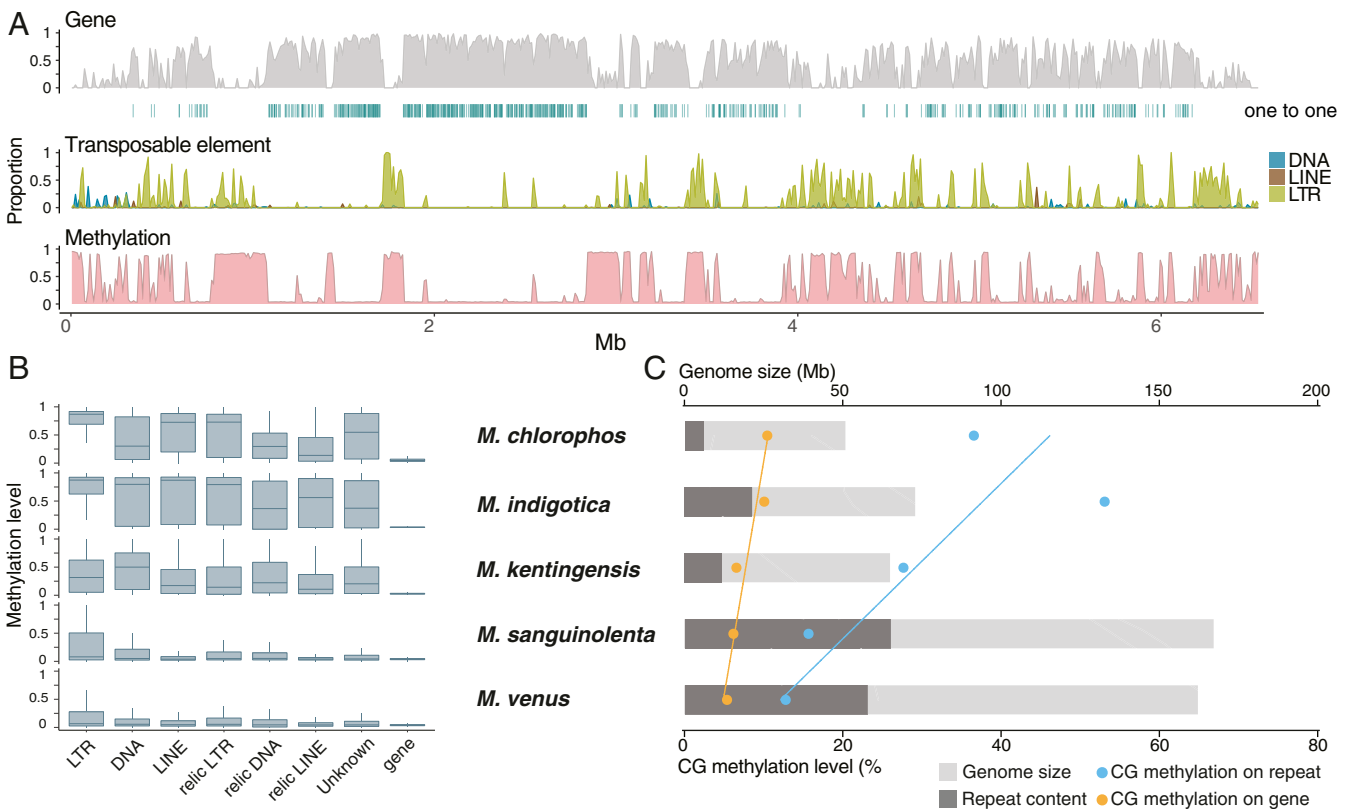 A
Gene
1
0.5
0
one to one
Transposable element
1
0.5
0
Proportion
DNA
LINE
LTR
Methylation
1
0.5
0
0 2 4 6
Mb
B
Methylation level
1
0.5
0
1
0.5
0
1
0.5
0
1
0.5
0
1
0.5
0
LTR DNA LINE relic LTR relic DNA relic LINE Unknown gene
C
Genome size (Mb)
0 50 100 150 200
M. chlorophos
M. indigotica
M. kentingensis
M. sanguinolenta
M. venus
0 20 40 60 80
CG methylation level (%
Genome size
Repeat content
CG methylation on repeat
CG methylation on gene